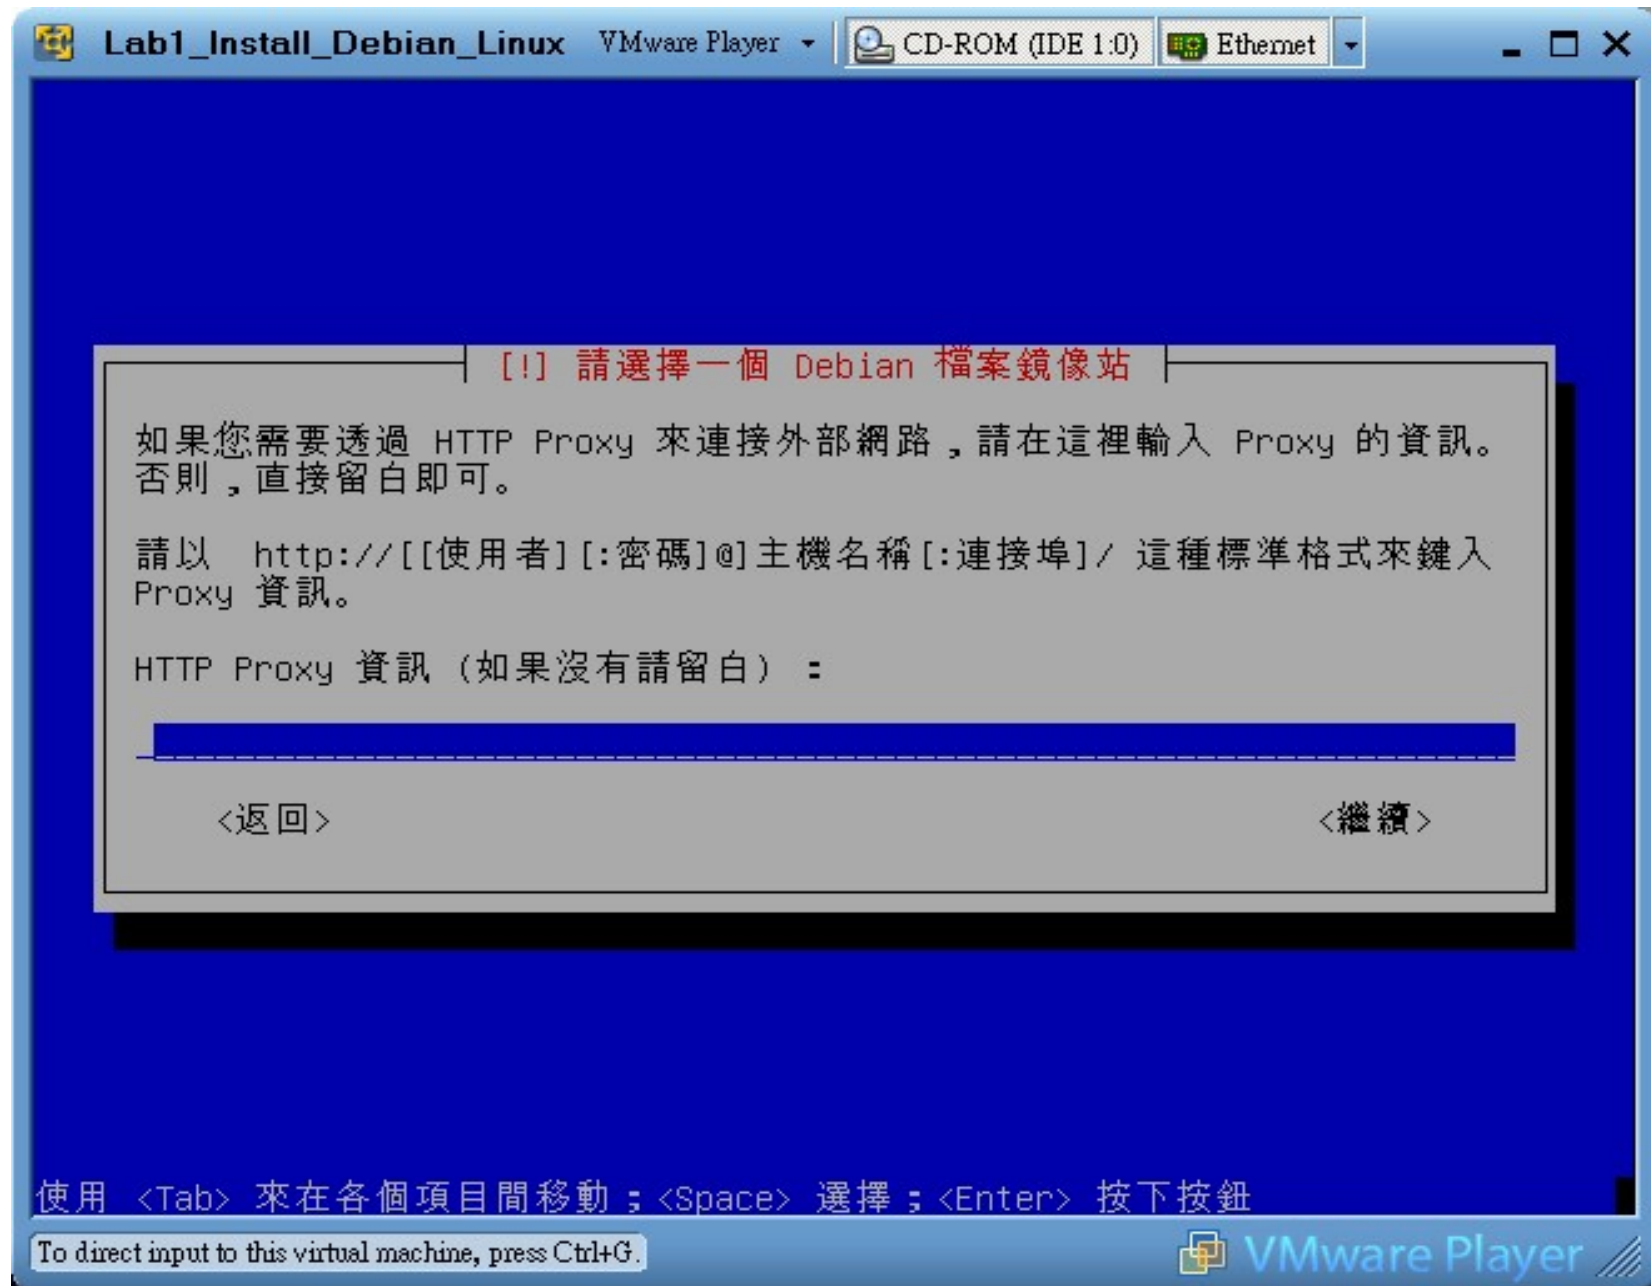 Lab1_Install_Debian_Linux VMware Player CD-ROM (IDE 1:0) Ethernet
[!] 請選擇一個 Debian 檔案鏡像站
如果您需要透過 HTTP Proxy 來連接外部網路，請在這裡輸入 Proxy 的資訊。
否則，直接留白即可。
請以 http://[[使用者][:密碼]@]主機名稱[:連接埠]/ 這種標準格式來鍵入
Proxy 資訊。
HTTP Proxy 資訊 (如果沒有請留白)：
<返回> <繼續>
使用 <Tab> 來在各個項目間移動；<Space> 選擇；<Enter> 按下按鈕
To direct input to this virtual machine, press Ctrl+G.
VMware Player